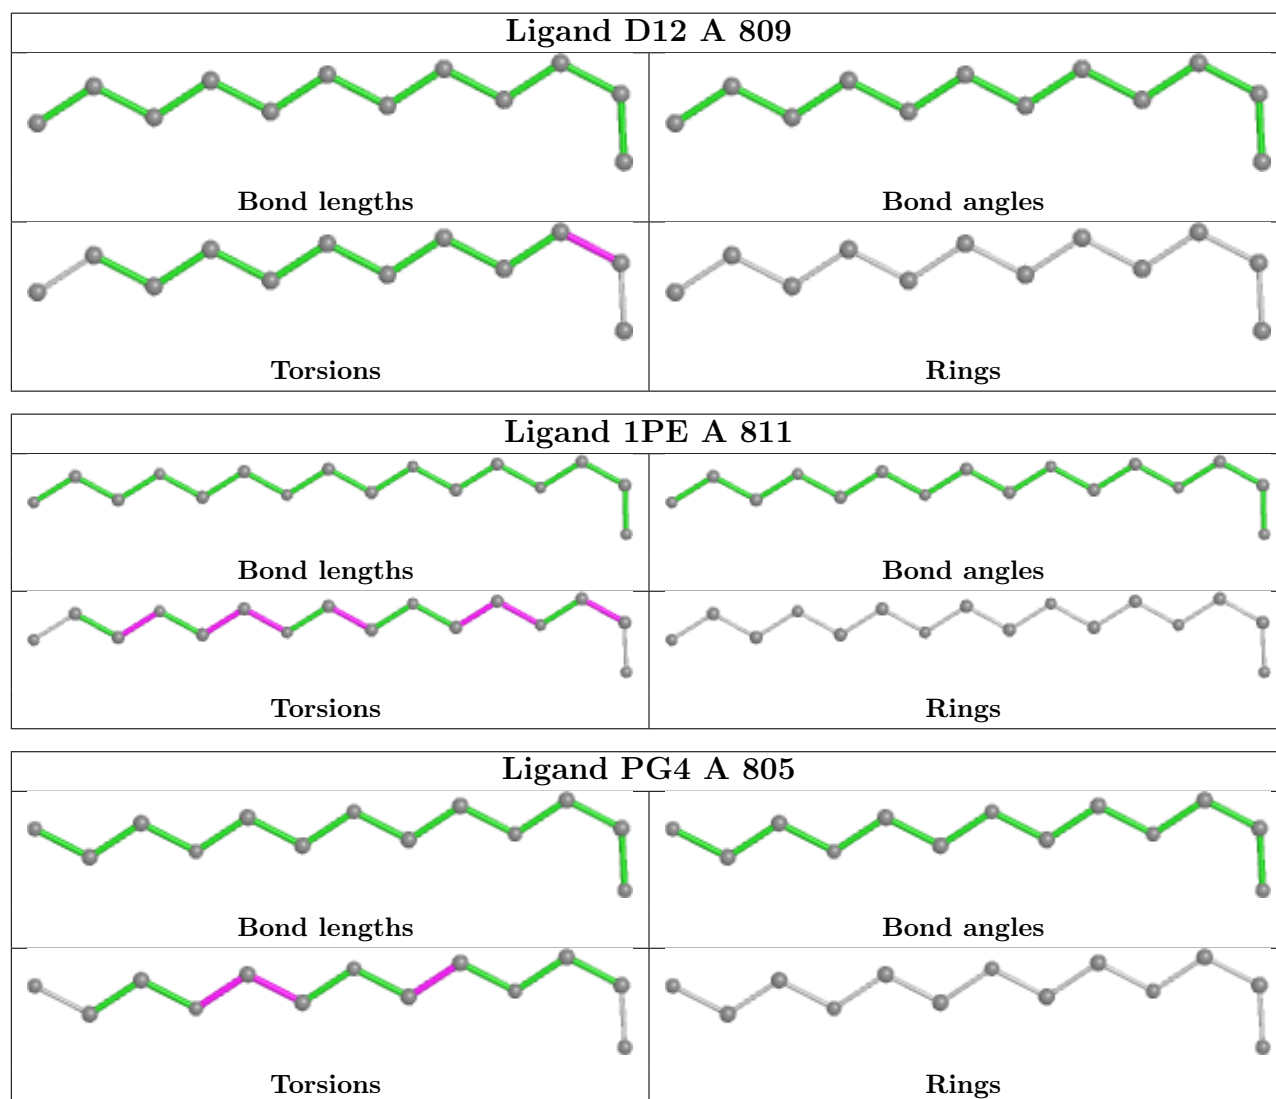 Ligand D12 A 809
Bond lengths
Bond angles
Torsions
Rings
Ligand 1PE A 811
Bond lengths
Bond angles
Torsions
Rings
Ligand PG4 A 805
Bond lengths
Bond angles
Torsions
Rings